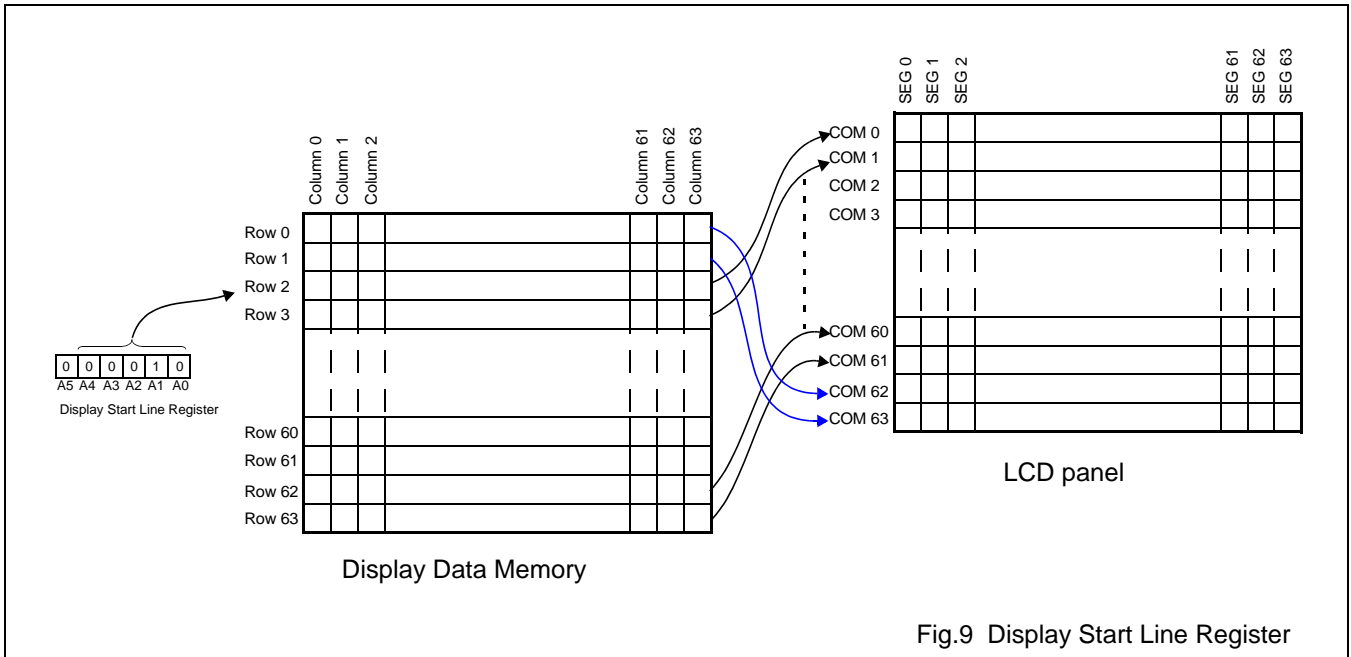 SEG 0
SEG 1
SEG 2
SEG 61
SEG 62
SEG 63
COM 0
COM 1
COM 2
COM 3
COM 60
COM 61
COM 62
COM 63
LCD panel
Column 0
Column 1
Column 2
Column 61
Column 62
Column 63
Row 0
Row 1
Row 2
Row 3
Row 60
Row 61
Row 62
Row 63
Display Data Memory
0 0 0 0 1 0
A5 A4 A3 A2 A1 A0
Display Start Line Register
Fig.9 Display Start Line Register